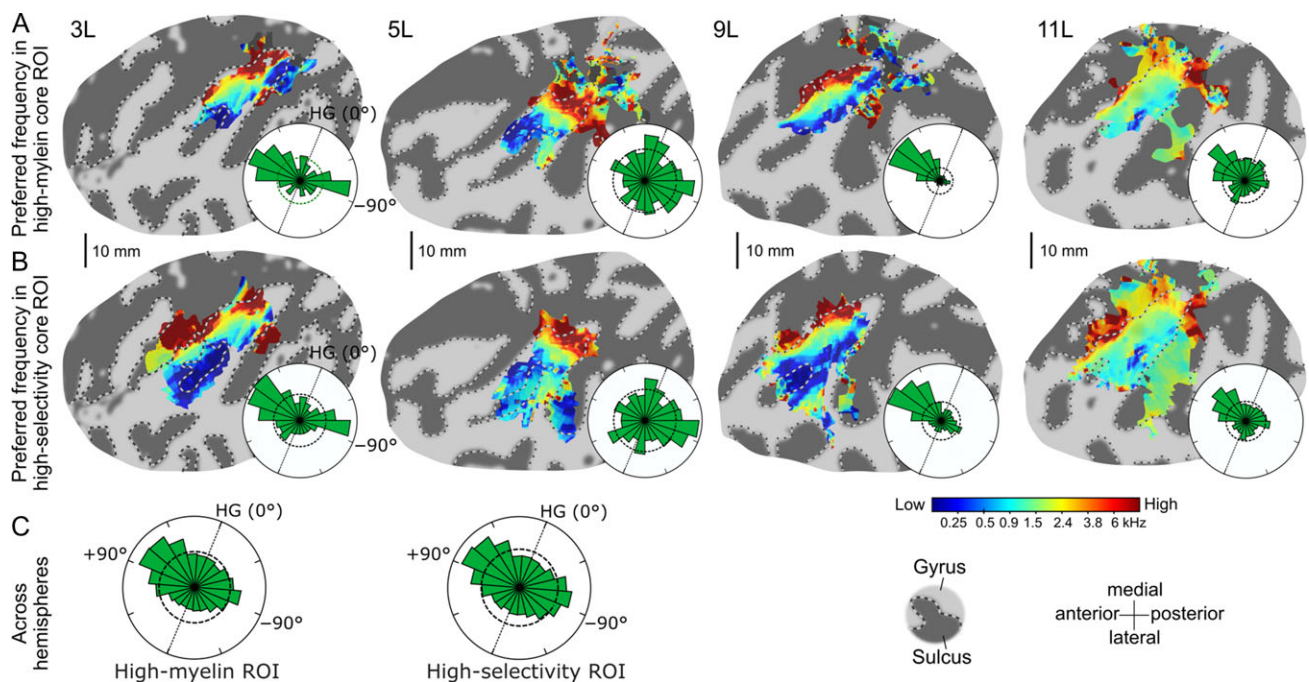 A
Preferred frequency in
high-mylein core ROI
3L
5L
9L
11L
HG (0°)
−90°
10 mm
10 mm
10 mm
10 mm
B
Preferred frequency in
high-selectivity core ROI
HG (0°)
−90°
C
Across
hemispheres
HG (0°)
+90°
−90°
High-myelin ROI
HG (0°)
+90°
−90°
High-selectivity ROI
Low
High
0.25 0.5 0.9 1.5 2.4 3.8 6 kHz
Gyrus
Sulcus
medial
anterior posterior
lateral